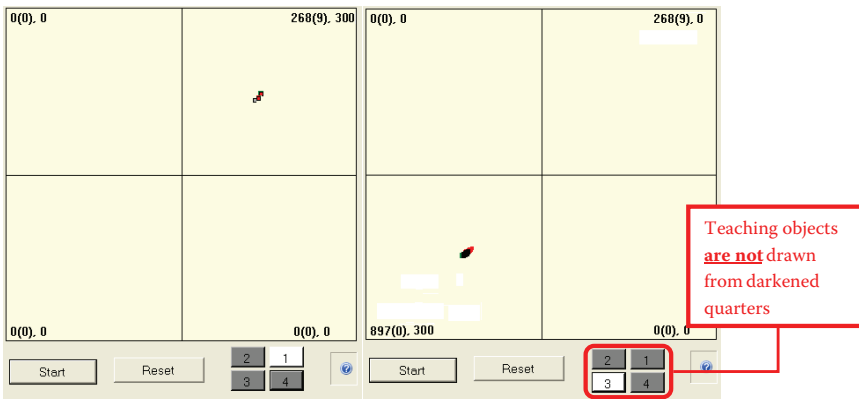 0(0), 0
268(9), 300
0(0), 0
0(0), 0
Start
Reset
2
1
3
4
0(0), 0
268(9), 0
897(0), 300
0(0), 0
Start
Reset
2
1
3
4
Teaching objects
are not drawn
from darkened
quarters